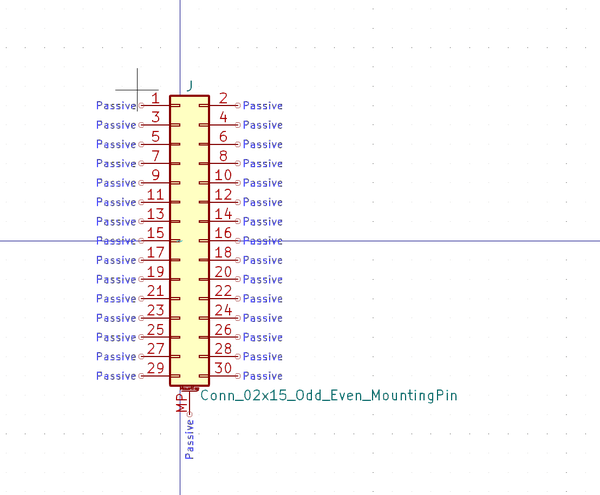 J
Passive 1 2 Passive
Passive 3 4 Passive
Passive 5 6 Passive
Passive 7 8 Passive
Passive 9 10 Passive
Passive 11 12 Passive
Passive 13 14 Passive
Passive 15 16 Passive
Passive 17 18 Passive
Passive 19 20 Passive
Passive 21 22 Passive
Passive 23 24 Passive
Passive 25 26 Passive
Passive 27 28 Passive
Passive 29 30 Passive
MP Conn_02x15_Odd_Even_MountingPin
Passive